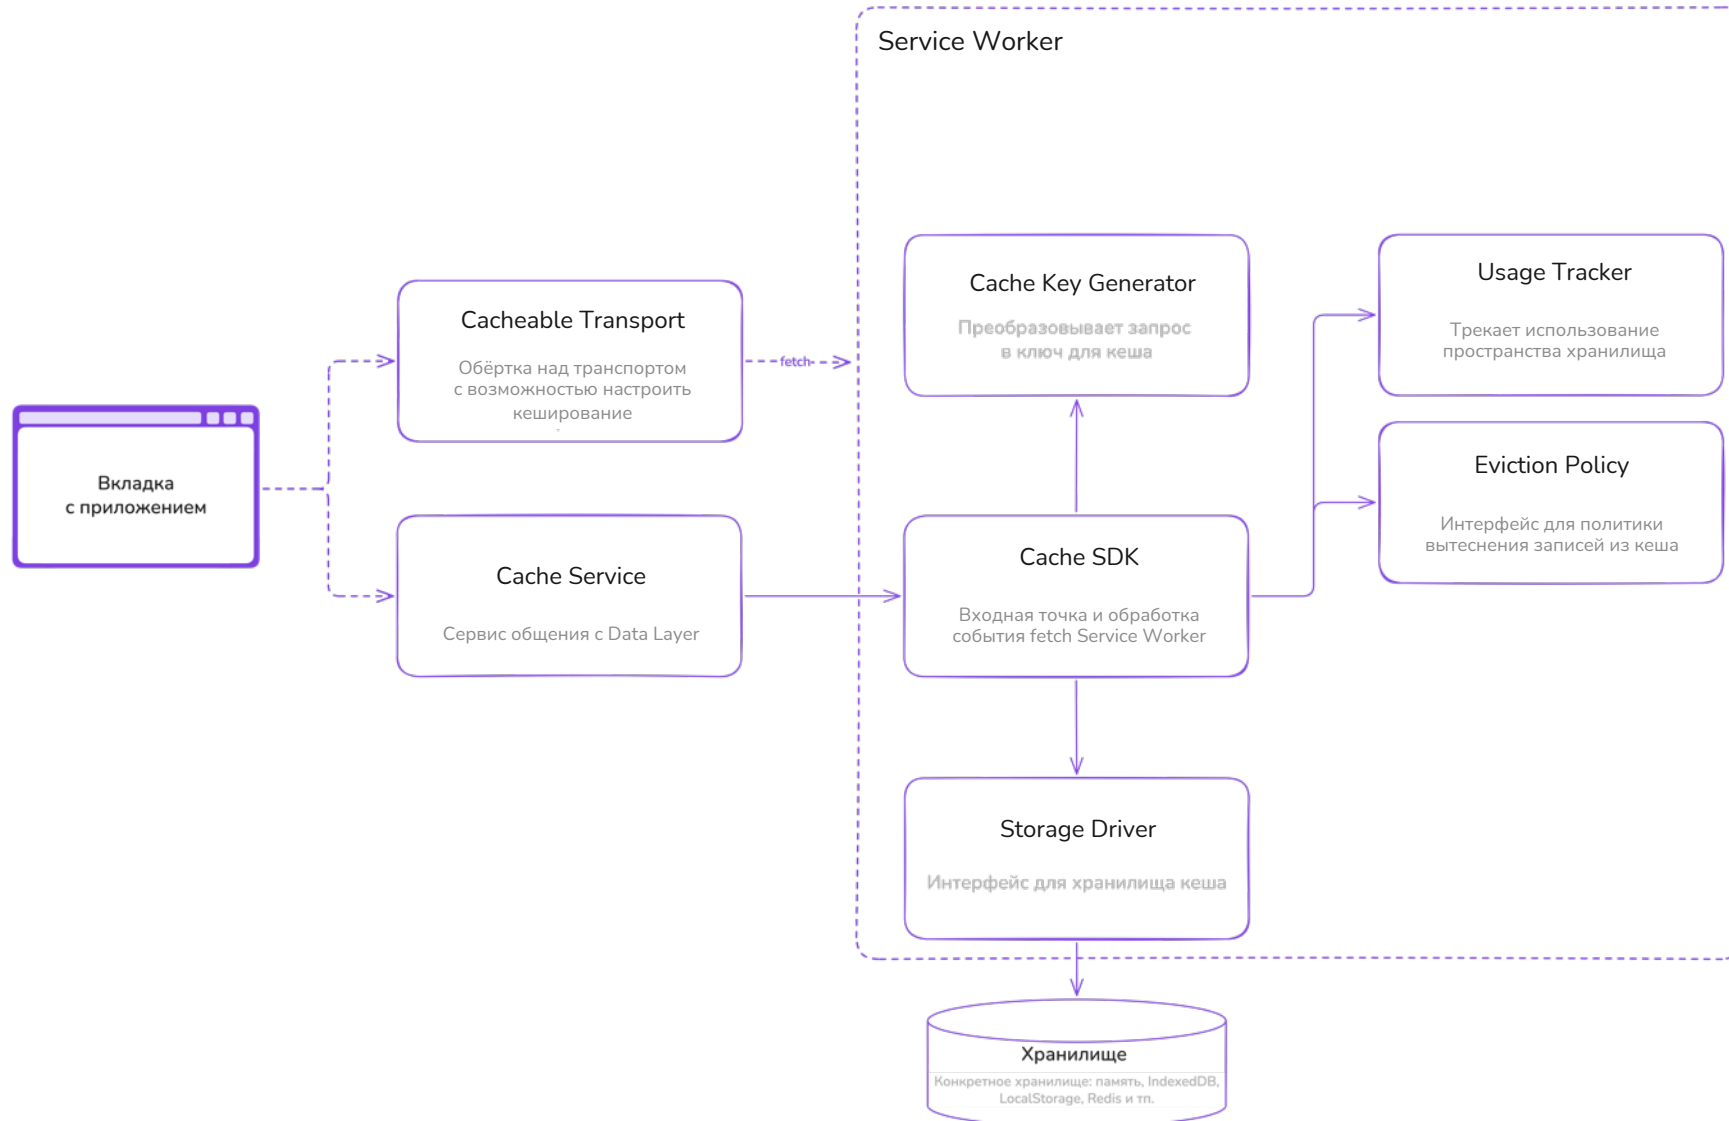 Service Worker
Cache Key Generator
Преобразовывает запрос
в ключ для кеша
Usage Tracker
Трекает использование
пространства хранилища
Cacheable Transport
Обёртка над транспортом
с возможностью настроить
кеширование
fetch
Вкладка
с приложением
Eviction Policy
Интерфейс для политики
вытеснения записей из кеша
Cache Service
Сервис общения с Data Layer
Cache SDK
Входная точка и обработка
события fetch Service Worker
Storage Driver
Интерфейс для хранилища кеша
Хранилище
Конкретное хранилище: память, IndexedDB,
LocalStorage, Redis и тп.